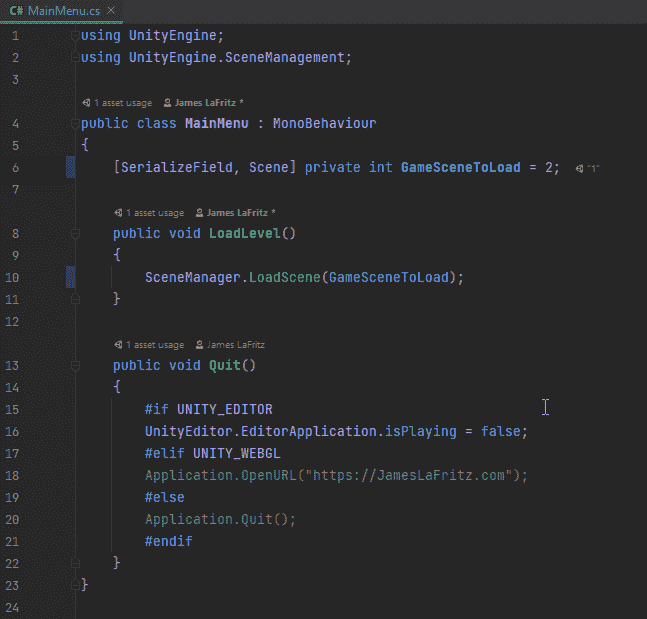 C# MainMenu.cs ×
1 using UnityEngine;
2 using UnityEngine.SceneManagement;
3
1 asset usage James LaFritz *
4 public class MainMenu : MonoBehaviour
5 {
6 [SerializeField, Scene] private int GameSceneToLoad = 2; "1"
7
1 asset usage James LaFritz *
8 public void LoadLevel()
9 {
10 SceneManager.LoadScene(GameSceneToLoad);
11 }
12
1 asset usage James LaFritz
13 public void Quit()
14 {
15 #if UNITY_EDITOR
16 UnityEditor.EditorApplication.isPlaying = false;
17 #elif UNITY_WEBGL
18 Application.OpenURL("https://JamesLaFritz.com");
19 #else
20 Application.Quit();
21 #endif
22 }
23 }
24